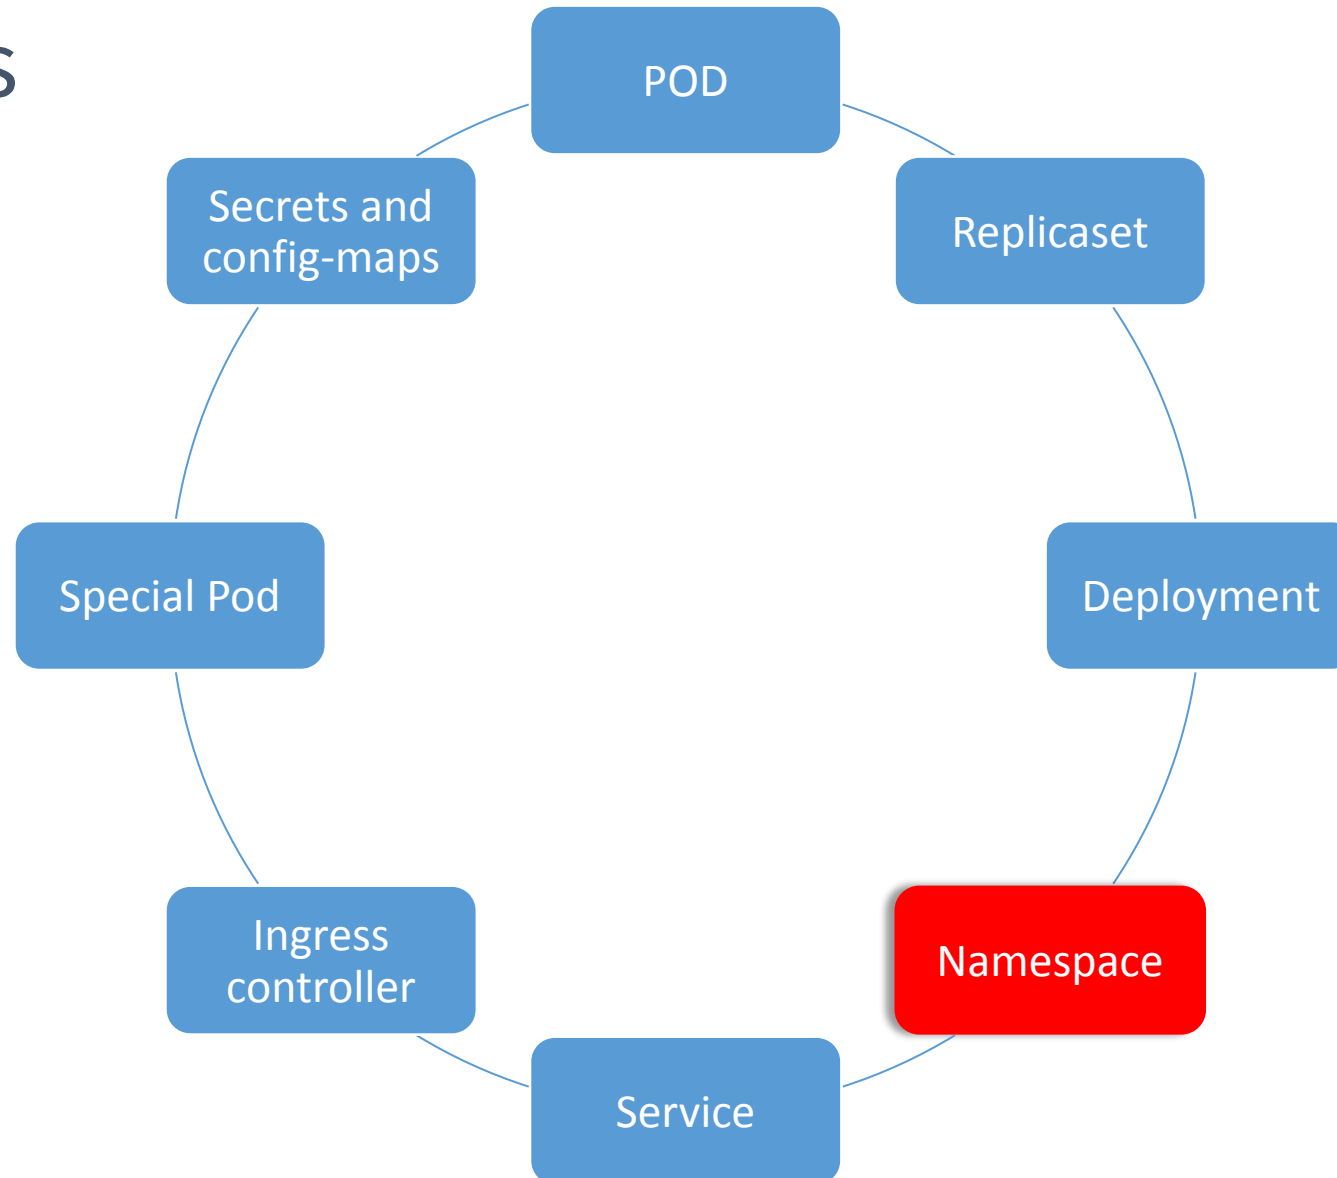 s
POD
Replicaset
Deployment
Namespace
Service
Ingress
controller
Special Pod
Secrets and
config-maps